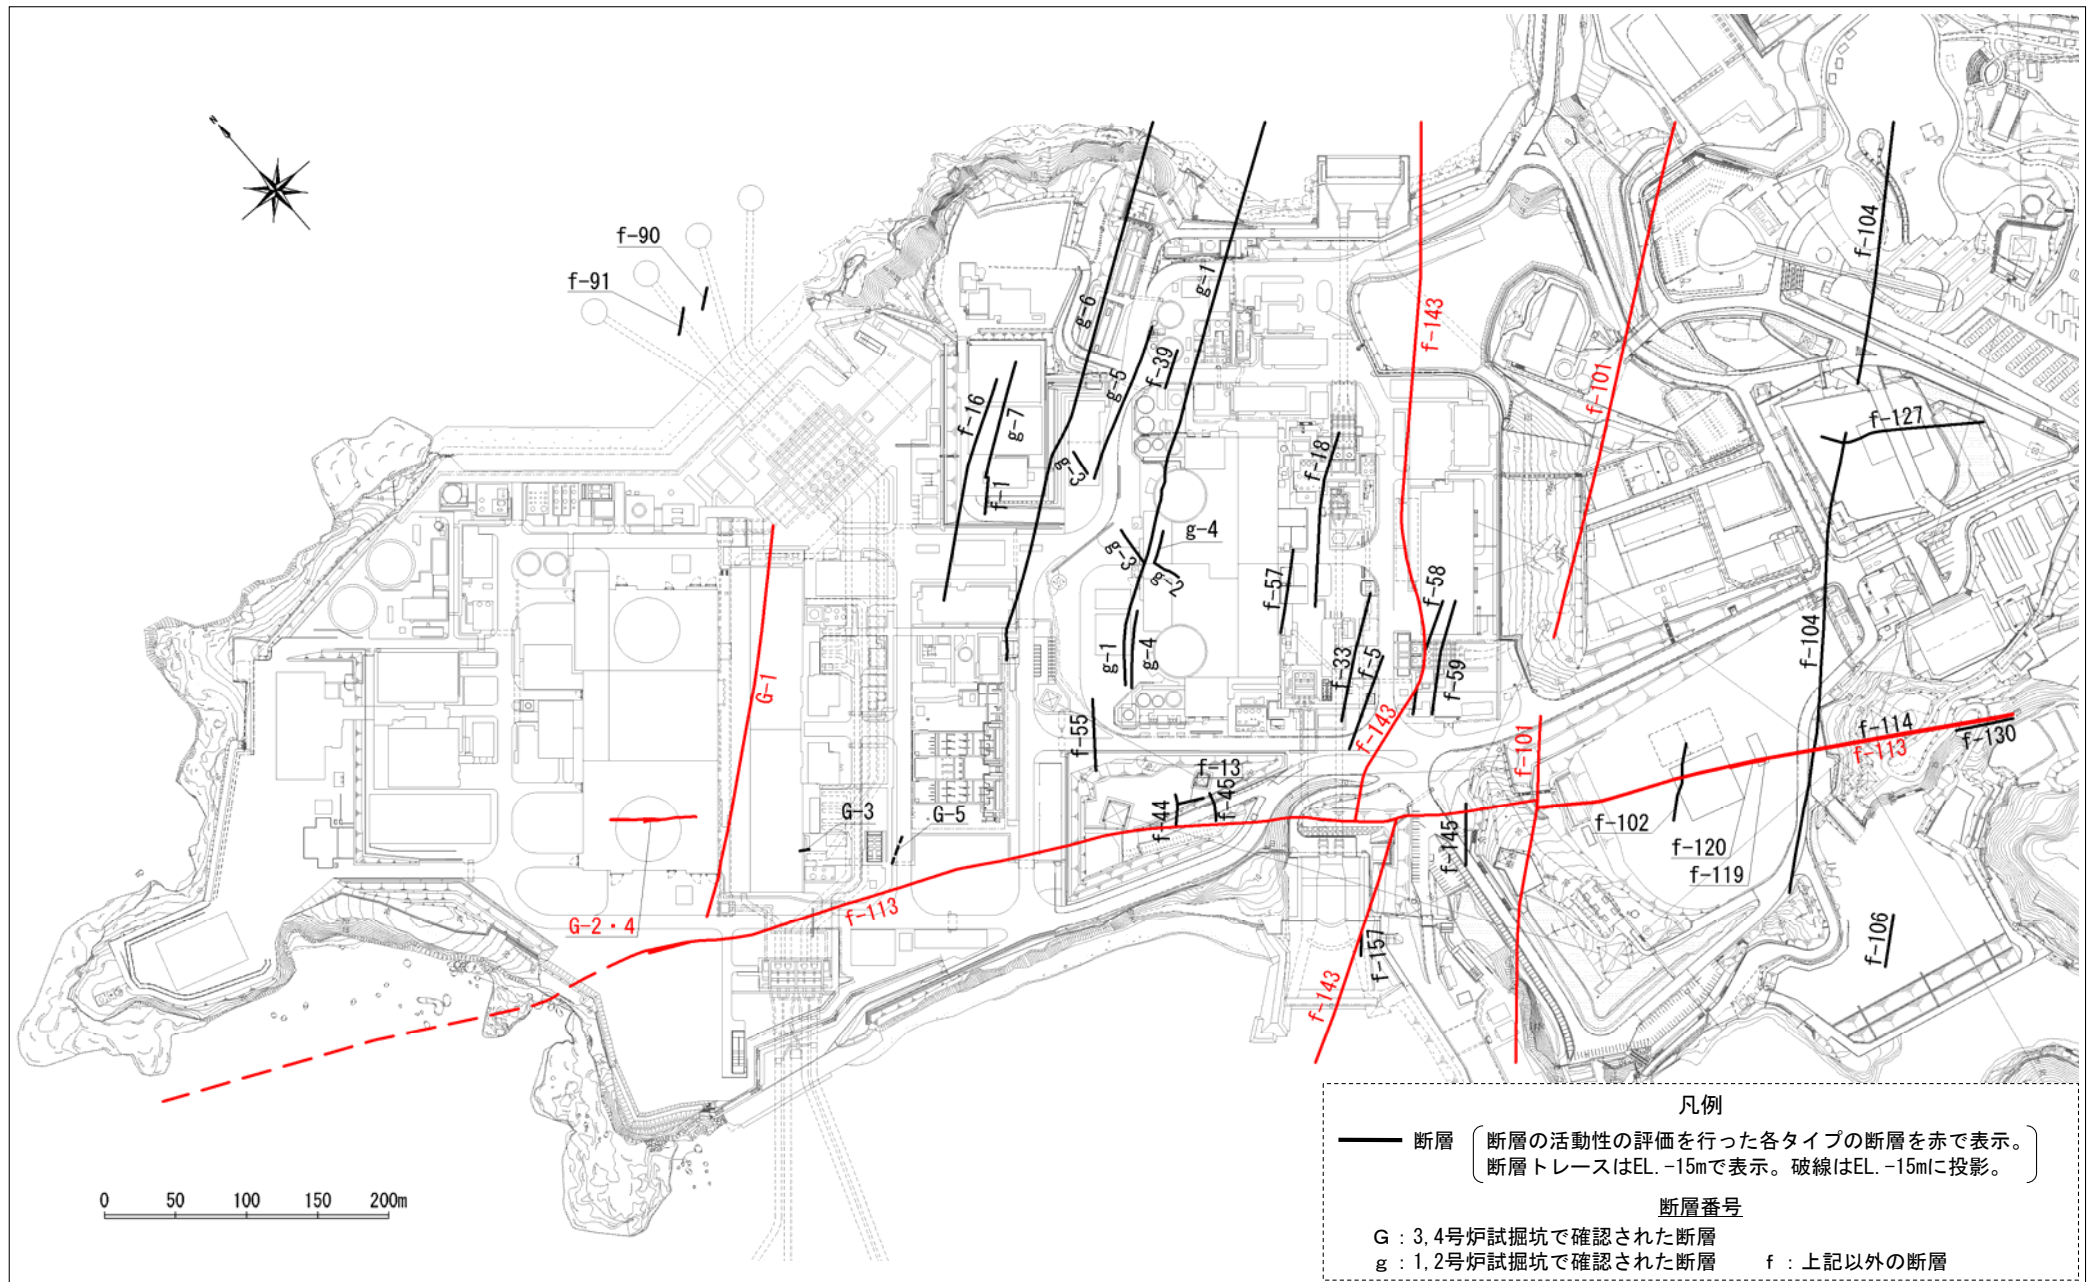 N
f-90
f-91
f-104
g-1
g-6
f-143
f-39
g-5
f-101
f-16
g-7
f-127
g-3
f-18
f-1
g-4
g-3
g-2
f-57
f-58
f-104
g-1
g-4
f-33
f-5
f-59
G-1
f-55
f-143
f-101
f-114
f-113
f-130
f-13
f-44
f-45
G-3
G-5
f-145
f-102
f-120
f-119
G-2・4
f-113
f-157
f-106
f-143
凡例
断層
断層の活動性の評価を行った各タイプの断層を赤で表示。
断層トレースはEL.-15mで表示。破線はEL.-15mに投影。
断層番号
G：3,4号炉試掘坑で確認された断層
g：1,2号炉試掘坑で確認された断層 f：上記以外の断層
0 50 100 150 200m